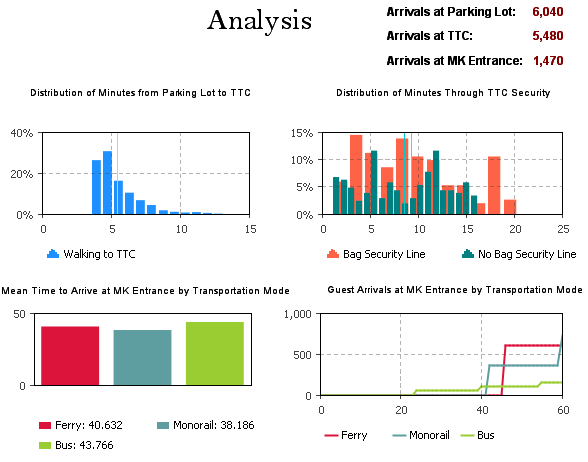 Analysis
Arrivals at Parking Lot: 6,040
Arrivals at TTC: 5,480
Arrivals at MK Entrance: 1,470
Distribution of Minutes from Parking Lot to TTC
40%
20%
0%
0 5 10 15
Walking to TTC
Distribution of Minutes Through TTC Security
15%
10%
5%
0%
0 5 10 15 20 25
Bag Security Line No Bag Security Line
Mean Time to Arrive at MK Entrance by Transportation Mode
50
0
Ferry: 40.632 Monorail: 38.186
Bus: 43.766
Guest Arrivals at MK Entrance by Transportation Mode
1,000
500
0
0 20 40 60
Ferry Monorail Bus